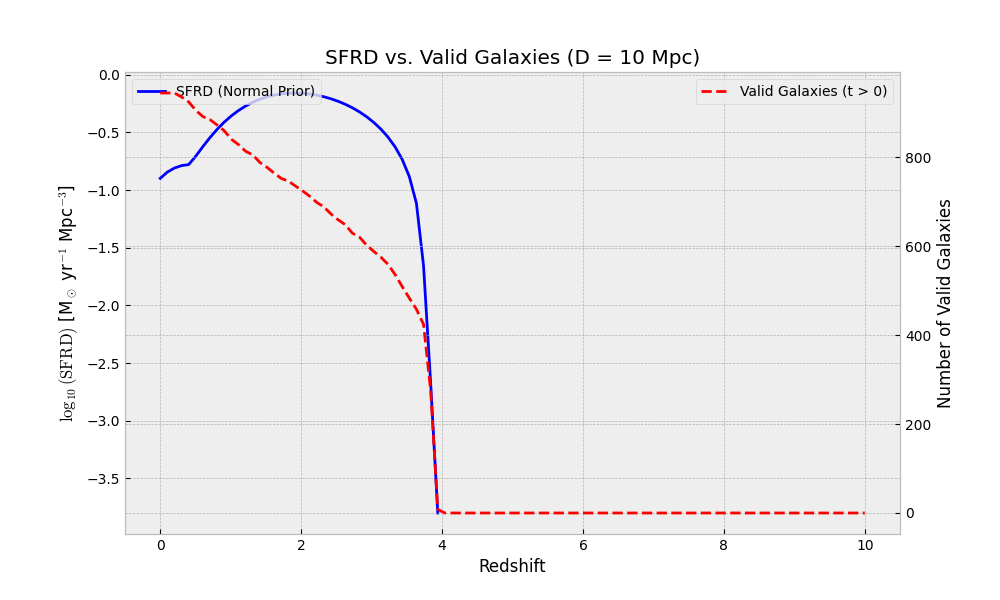 SFRD vs. Valid Galaxies (D = 10 Mpc)
SFRD (Normal Prior)
Valid Galaxies (t > 0)
log₁₀ (SFRD) [M⊙ yr⁻¹ Mpc⁻³]
0.0
−0.5
−1.0
−1.5
−2.0
−2.5
−3.0
−3.5
800
600
400
200
0
Number of Valid Galaxies
0 2 4 6 8 10
Redshift